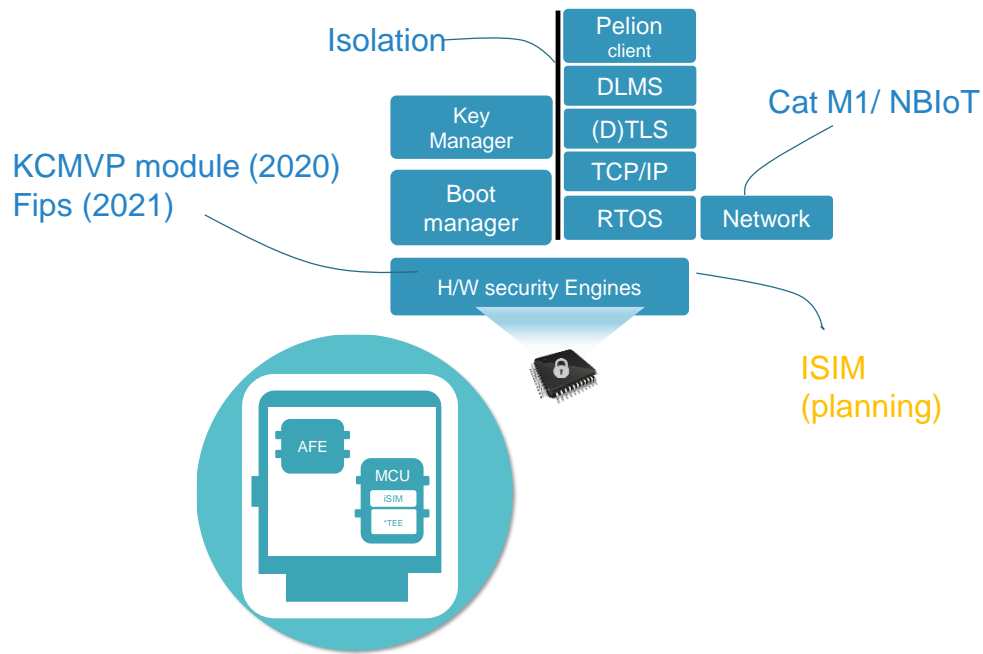 Isolation
Pelion
client
DLMS
(D)TLS
TCP/IP
RTOS
Network
Cat M1/ NBIoT
Key
Manager
Boot
manager
KCMVP module (2020)
Fips (2021)
H/W security Engines
ISIM
(planning)
AFE
MCU
iSIM
*TEE